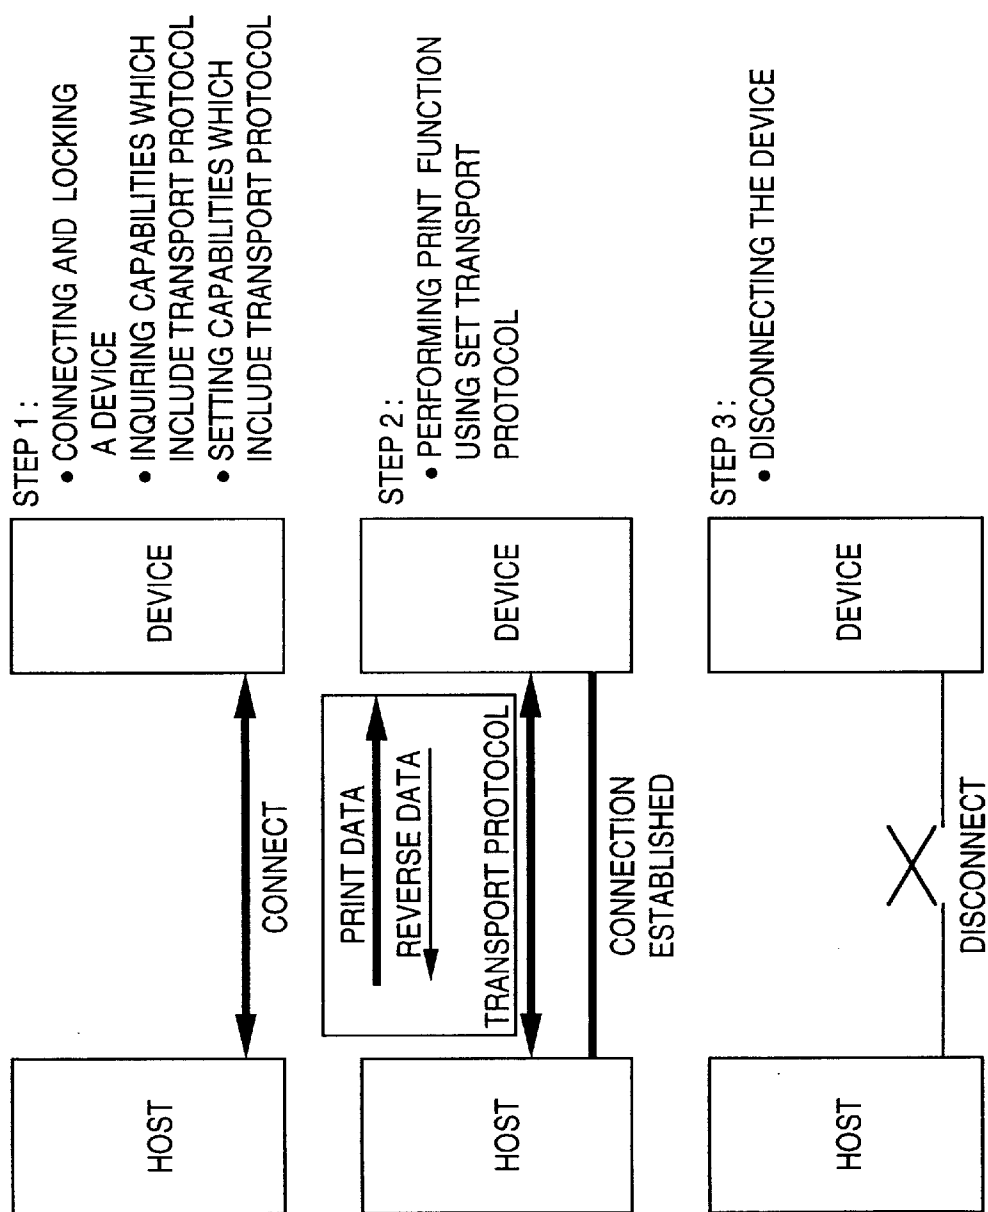 HOST
CONNECT
DEVICE
STEP 1 :
• CONNECTING AND LOCKING
A DEVICE
• INQUIRING CAPABILITIES WHICH
INCLUDE TRANSPORT PROTOCOL
• SETTING CAPABILITIES WHICH
INCLUDE TRANSPORT PROTOCOL
HOST
PRINT DATA
REVERSE DATA
TRANSPORT PROTOCOL
CONNECTION
ESTABLISHED
DEVICE
STEP 2 :
• PERFORMING PRINT FUNCTION
USING SET TRANSPORT
PROTOCOL
HOST
DISCONNECT
DEVICE
STEP 3 :
• DISCONNECTING THE DEVICE